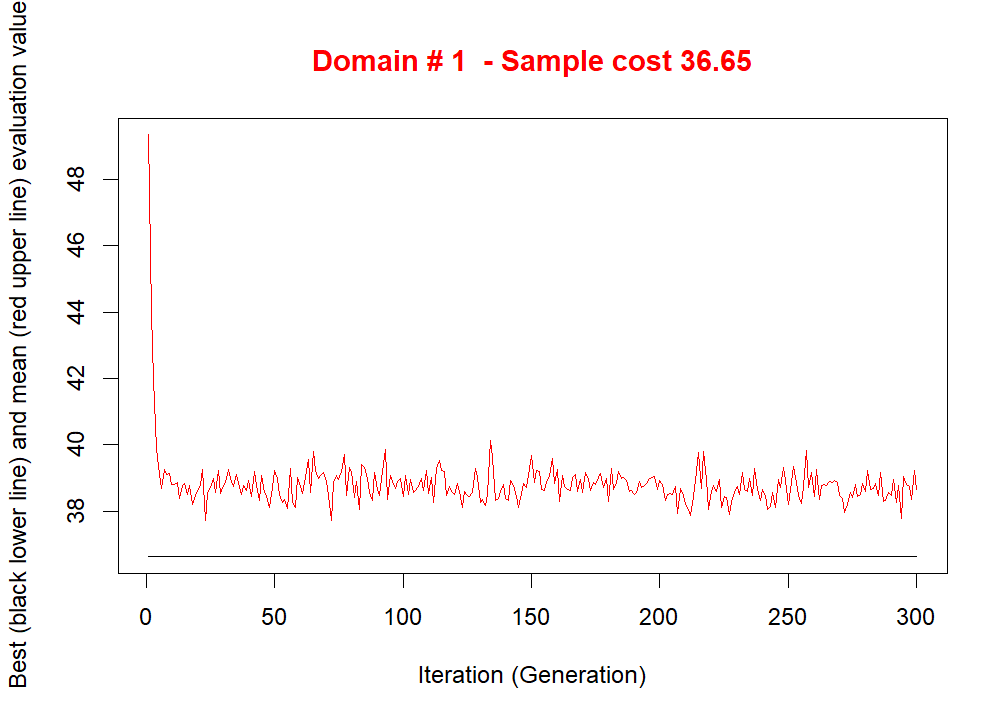 Domain # 1  - Sample cost 36.65
Best (black lower line) and mean (red upper line) evaluation value
48
46
44
42
40
38
0 50 100 150 200 250 300
Iteration (Generation)